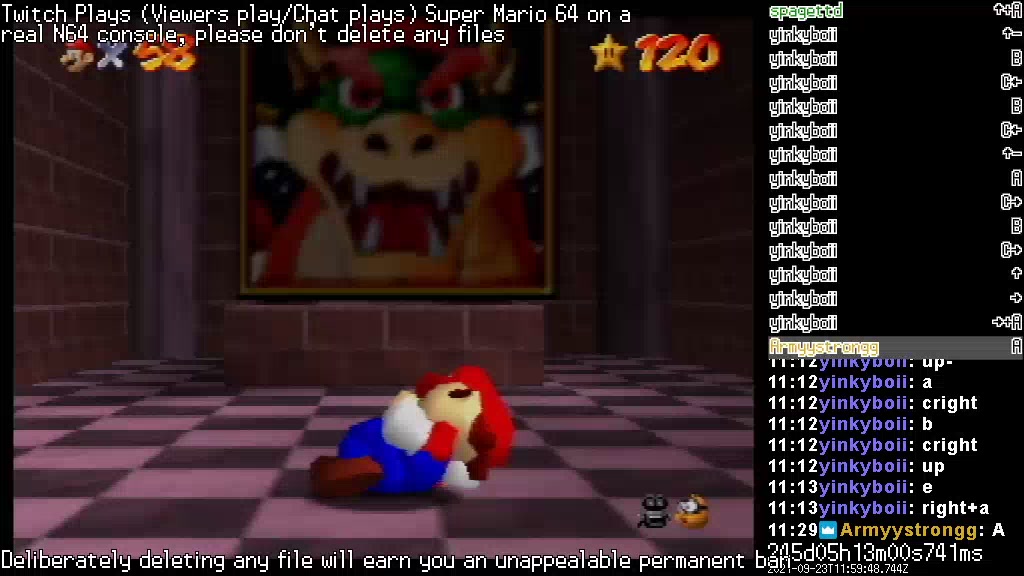 Twitch Plays (Viewers play/Chat plays) Super Mario 64 on a
real N64 console, please don't delete any files
58
120
spagettd ↑+A
yinkyboii ↑-
yinkyboii B
yinkyboii C→
yinkyboii B
yinkyboii C→
yinkyboii ↑-
yinkyboii A
yinkyboii C→
yinkyboii B
yinkyboii C→
yinkyboii ↑
yinkyboii →
yinkyboii →+A
Armyystrongg A
11:12 yinkyboii: up-
11:12 yinkyboii: a
11:12 yinkyboii: cright
11:12 yinkyboii: b
11:12 yinkyboii: cright
11:12 yinkyboii: up
11:13 yinkyboii: e
11:13 yinkyboii: right+a
11:29 Armyystrongg: A
Deliberately deleting any file will earn you an unappealable permanent ban
245d05h13m00s741ms
2021-09-23T11:59:48.744Z